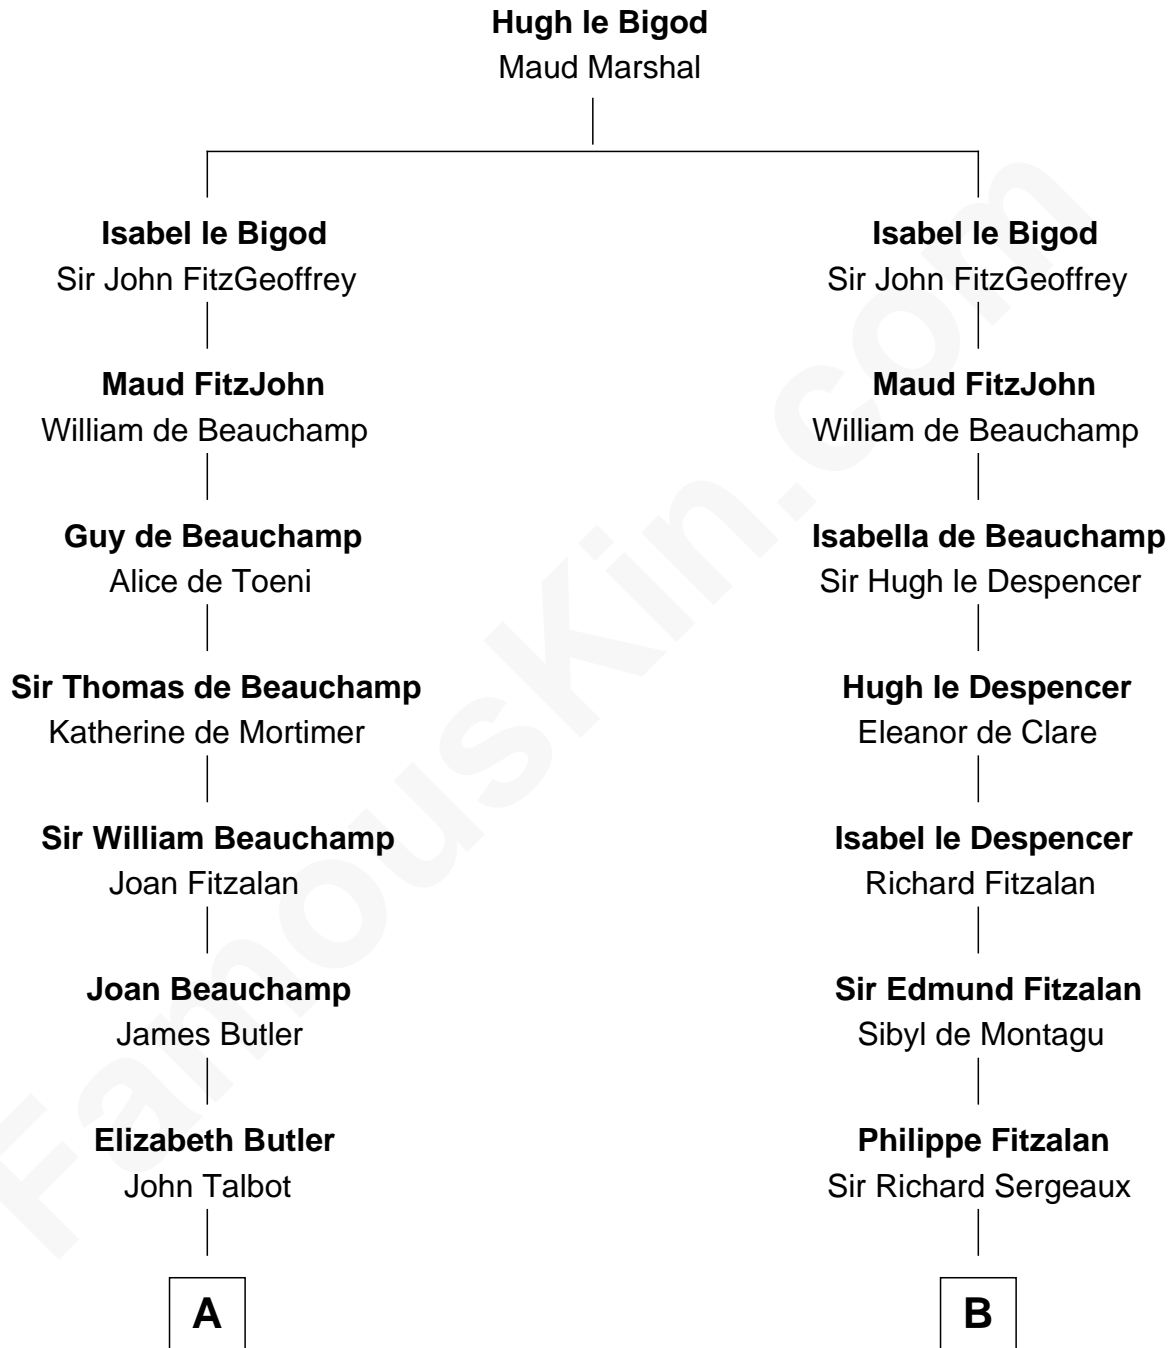 Hugh le Bigod
Maud Marshal
Isabel le Bigod
Sir John FitzGeoffrey
Isabel le Bigod
Sir John FitzGeoffrey
Maud FitzJohn
William de Beauchamp
Maud FitzJohn
William de Beauchamp
Guy de Beauchamp
Alice de Toeni
Isabella de Beauchamp
Sir Hugh le Despencer
Sir Thomas de Beauchamp
Katherine de Mortimer
Hugh le Despencer
Eleanor de Clare
Sir William Beauchamp
Joan Fitzalan
Isabel le Despencer
Richard Fitzalan
Joan Beauchamp
James Butler
Sir Edmund Fitzalan
Sibyl de Montagu
Elizabeth Butler
John Talbot
Philippe Fitzalan
Sir Richard Sergeaux
A
B
FamousKin.com